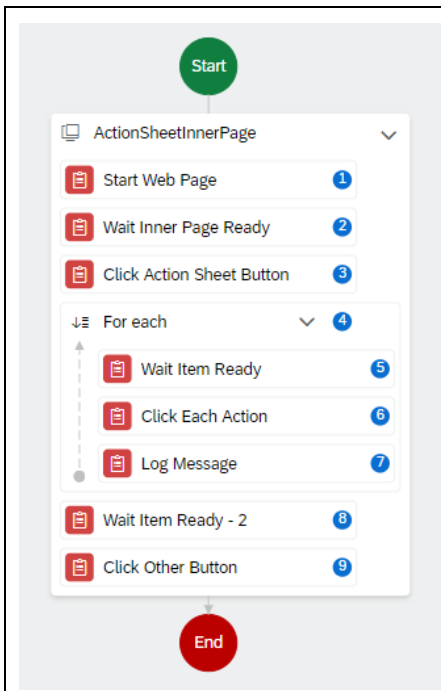 Start
ActionSheetInnerPage
Start Web Page 1
Wait Inner Page Ready 2
Click Action Sheet Button 3
For each 4
Wait Item Ready 5
Click Each Action 6
Log Message 7
Wait Item Ready - 2 8
Click Other Button 9
End